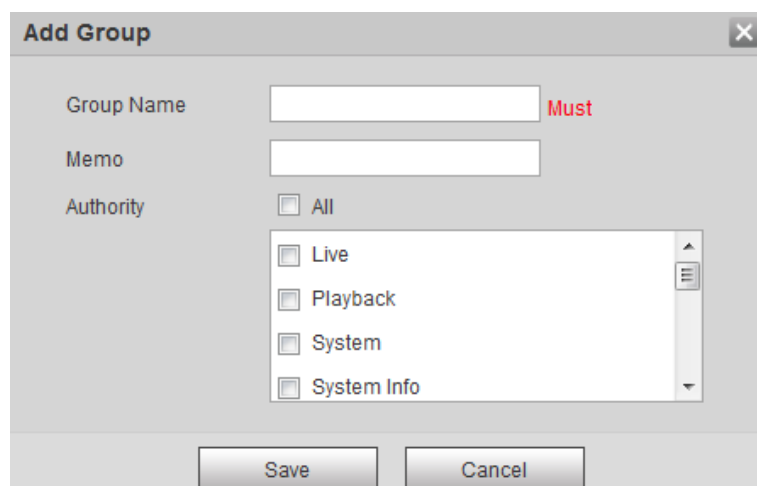 Add Group
Group Name Must
Memo
Authority All
Live
Playback
System
System Info
Save Cancel